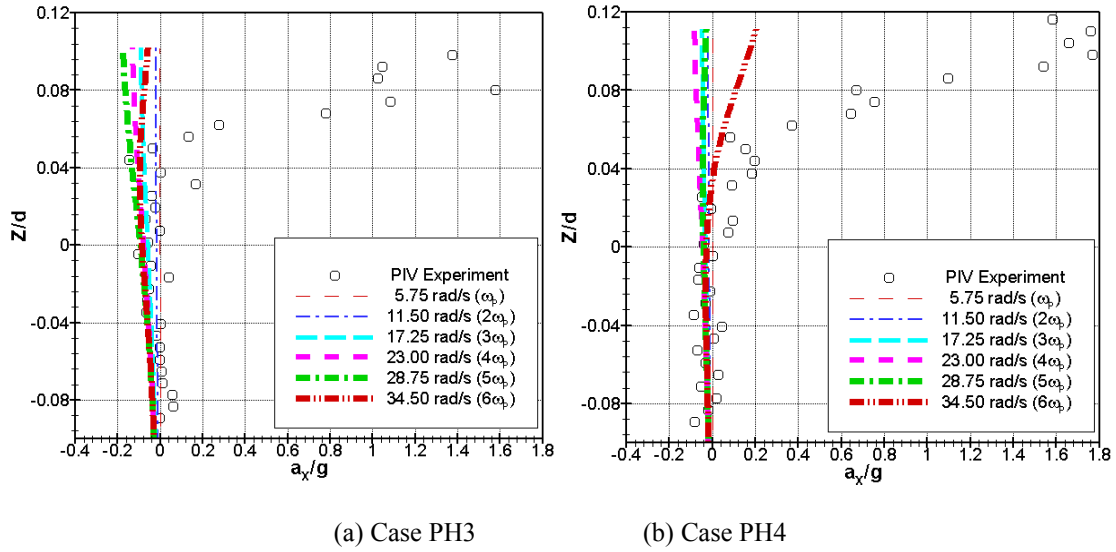 0.12
0.08
0.04
0
-0.04
-0.08
Z/d
-0.4 -0.2 0 0.2 0.4 0.6 0.8 1 1.2 1.4 1.6 1.8
aₓ/g
PIV Experiment
5.75 rad/s (ωₚ)
11.50 rad/s (2ωₚ)
17.25 rad/s (3ωₚ)
23.00 rad/s (4ωₚ)
28.75 rad/s (5ωₚ)
34.50 rad/s (6ωₚ)
(a) Case PH3
0.12
0.08
0.04
0
-0.04
-0.08
Z/d
-0.4 -0.2 0 0.2 0.4 0.6 0.8 1 1.2 1.4 1.6 1.8
aₓ/g
PIV Experiment
5.75 rad/s (ωₚ)
11.50 rad/s (2ωₚ)
17.25 rad/s (3ωₚ)
23.00 rad/s (4ωₚ)
28.75 rad/s (5ωₚ)
34.50 rad/s (6ωₚ)
(b) Case PH4